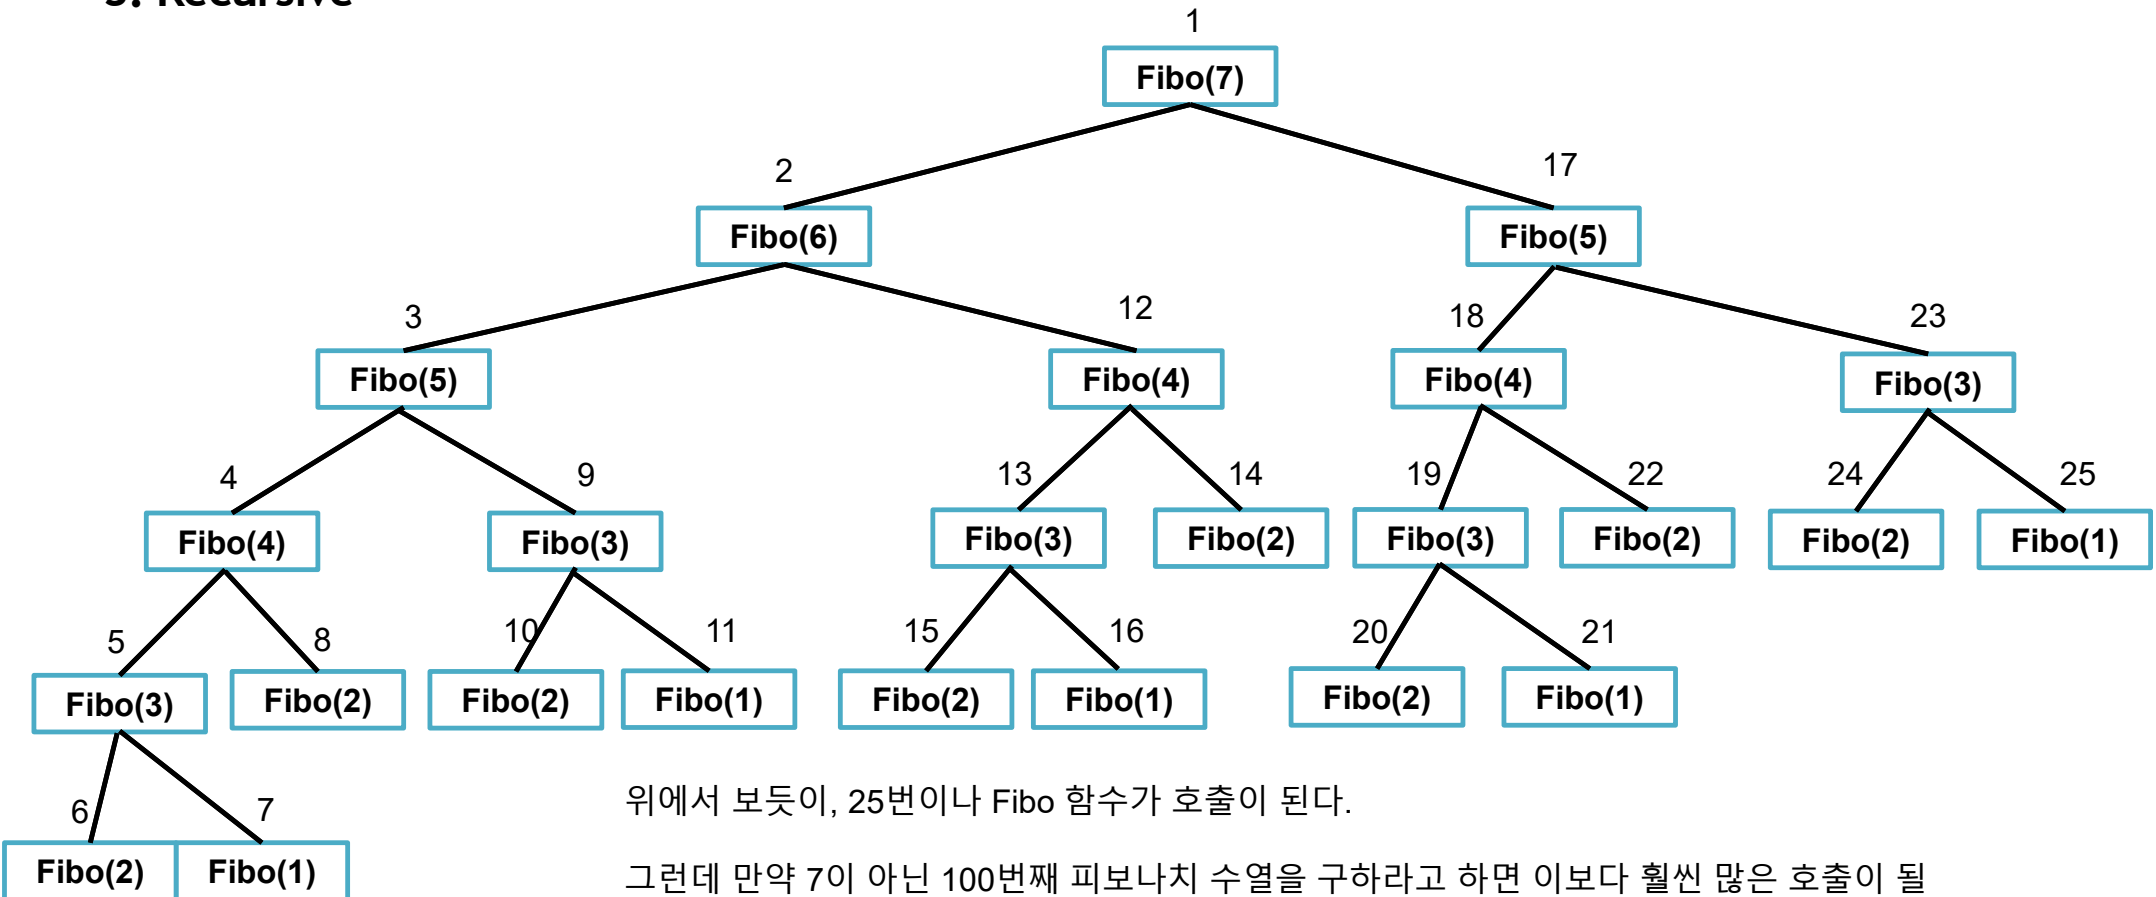 3. Recursive
1
Fibo(7)
2
17
Fibo(6)
Fibo(5)
3
12
18
23
Fibo(5)
Fibo(4)
Fibo(4)
Fibo(3)
4
9
13
14
19
22
24
25
Fibo(4)
Fibo(3)
Fibo(3)
Fibo(2)
Fibo(3)
Fibo(2)
Fibo(2)
Fibo(1)
5
8
10
11
15
16
20
21
Fibo(3)
Fibo(2)
Fibo(2)
Fibo(1)
Fibo(2)
Fibo(1)
Fibo(2)
Fibo(1)
6
7
Fibo(2)
Fibo(1)
위에서 보듯이, 25번이나 Fibo 함수가 호출이 된다.
그런데 만약 7이 아닌 100번째 피보나치 수열을 구하라고 하면 이보다 훨씬 많은 호출이 될